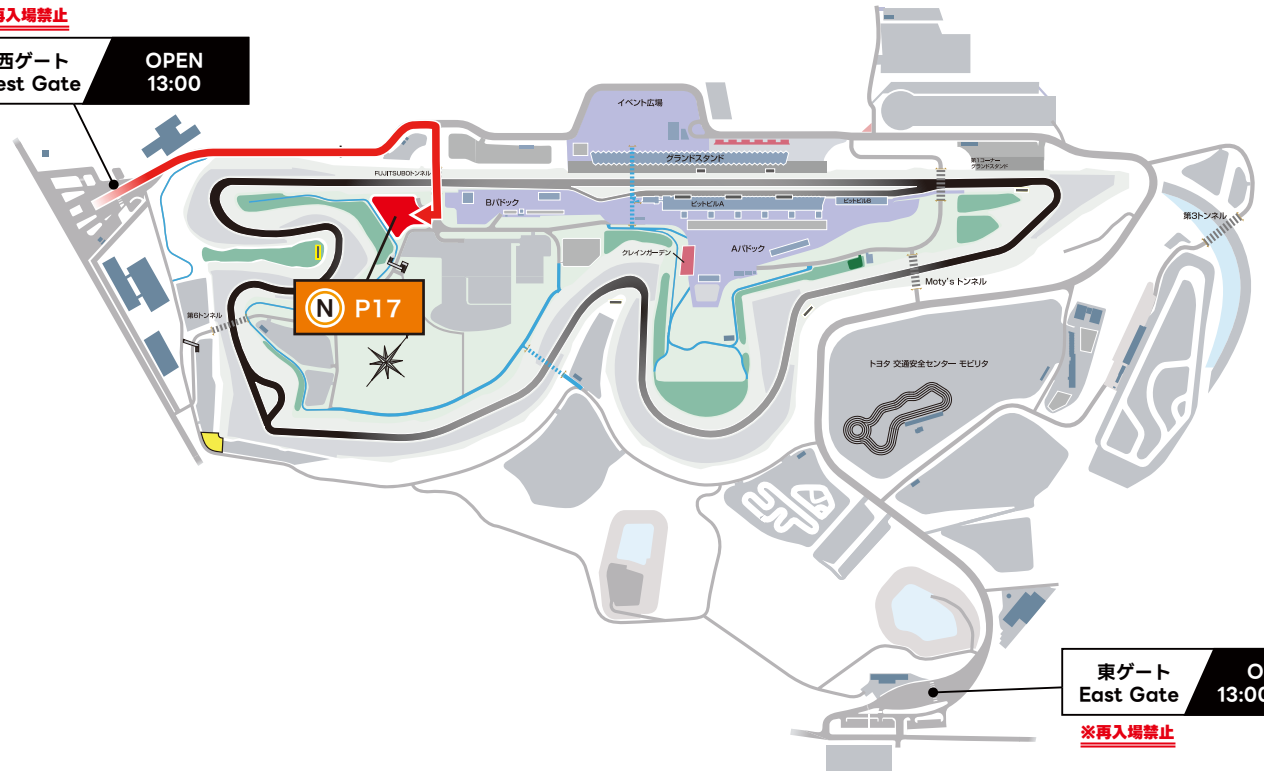 再入場禁止
西ゲート
est Gate
OPEN
13:00
イベント広場
グランドスタンド
第1コーナー
グランドスタンド
FUJITSUBOトンネル
Bパドック
ピットビルA
ピットビルB
第3トンネル
クレインガーデン
Aパドック
Moty'sトンネル
N P17
第6トンネル
トヨタ 交通安全センター モビリタ
東ゲート
East Gate
O
13:00
※再入場禁止